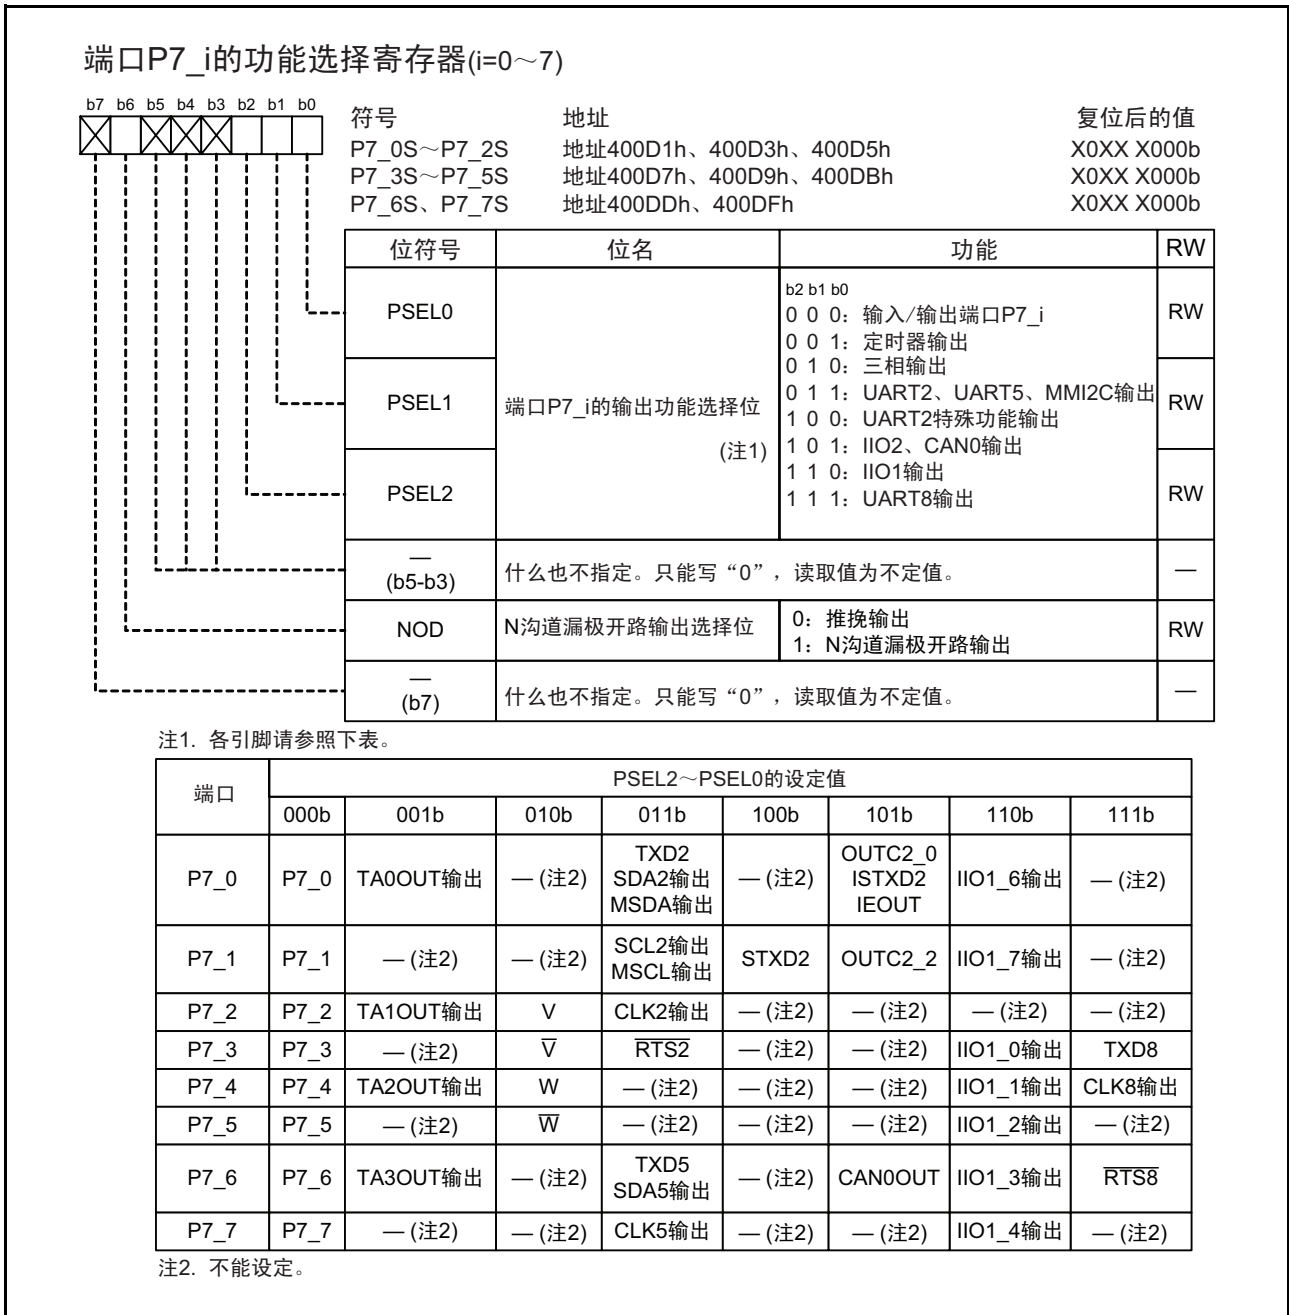 端口P7_i的功能选择寄存器(i=0～7)
b7 b6 b5 b4 b3 b2 b1 b0
符号 地址 复位后的值
P7_0S～P7_2S 地址400D1h、400D3h、400D5h X0XX X000b
P7_3S～P7_5S 地址400D7h、400D9h、400DBh X0XX X000b
P7_6S、P7_7S 地址400DDh、400DFh X0XX X000b
位符号 位名 功能 RW
PSEL0 RW
PSEL1 RW
PSEL2 RW
端口P7_i的输出功能选择位
(注1)
b2 b1 b0
0 0 0：输入/输出端口P7_i
0 0 1：定时器输出
0 1 0：三相输出
0 1 1：UART2、UART5、MMI2C输出
1 0 0：UART2特殊功能输出
1 0 1：IIO2、CAN0输出
1 1 0：IIO1输出
1 1 1：UART8输出
—
(b5-b3) 什么也不指定。只能写“0”，读取值为不定值。 —
NOD N沟道漏极开路输出选择位 RW
0：推挽输出
1：N沟道漏极开路输出
—
(b7) 什么也不指定。只能写“0”，读取值为不定值。 —
注1. 各引脚请参照下表。
端口 PSEL2～PSEL0的设定值
000b 001b 010b 011b 100b 101b 110b 111b
P7_0 P7_0 TA0OUT输出 — (注2) TXD2 SDA2输出 MSDA输出 — (注2) OUTC2_0 ISTXD2 IEOUT IIO1_6输出 — (注2)
P7_1 P7_1 — (注2) — (注2) SCL2输出 MSCL输出 STXD2 OUTC2_2 IIO1_7输出 — (注2)
P7_2 P7_2 TA1OUT输出 V CLK2输出 — (注2) — (注2) — (注2) — (注2)
P7_3 P7_3 — (注2) V̅ R̅T̅S̅2̅ — (注2) — (注2) IIO1_0输出 TXD8
P7_4 P7_4 TA2OUT输出 W — (注2) — (注2) — (注2) IIO1_1输出 CLK8输出
P7_5 P7_5 — (注2) W̅ — (注2) — (注2) — (注2) IIO1_2输出 — (注2)
P7_6 P7_6 TA3OUT输出 — (注2) TXD5 SDA5输出 — (注2) CAN0OUT IIO1_3输出 R̅T̅S̅8̅
P7_7 P7_7 — (注2) — (注2) CLK5输出 — (注2) — (注2) IIO1_4输出 — (注2)
注2. 不能设定。